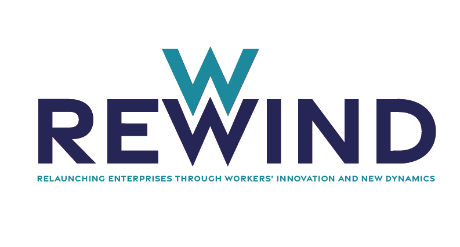 W
REWIND
RELAUNCHING ENTERPRISES THROUGH WORKERS' INNOVATION AND NEW DYNAMICS